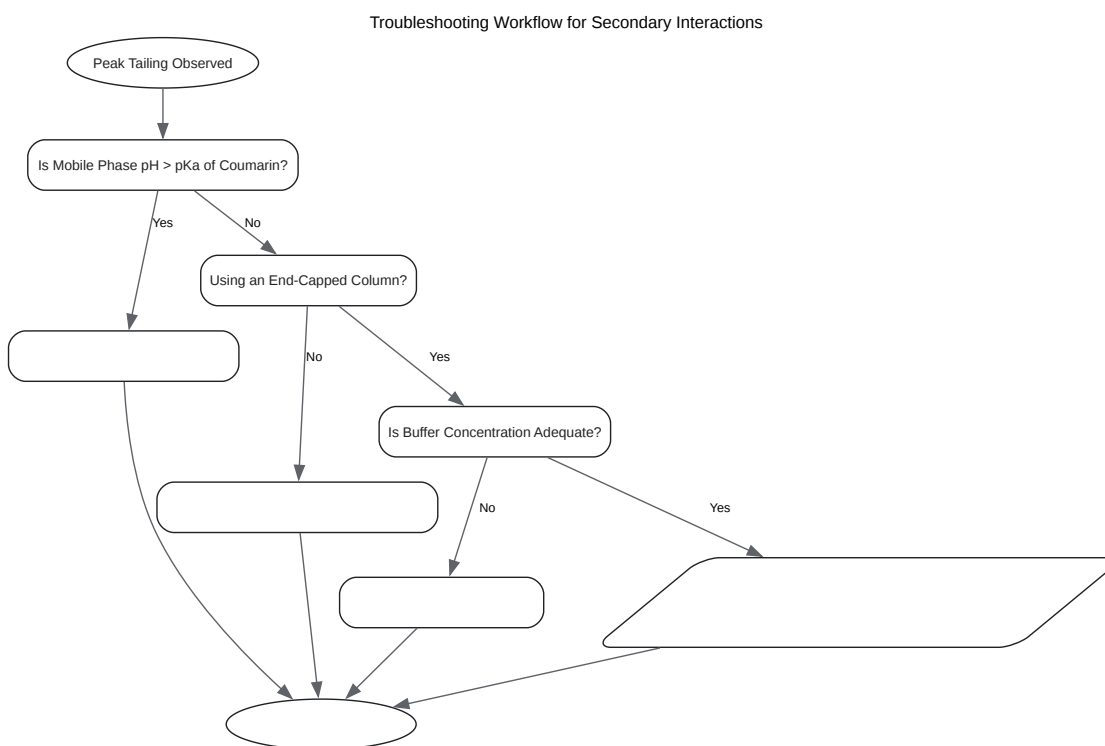 Troubleshooting Workflow for Secondary Interactions
Peak Tailing Observed
Is Mobile Phase pH > pKa of Coumarin?
Yes
No
Using an End-Capped Column?
No
Yes
Is Buffer Concentration Adequate?
No
Yes